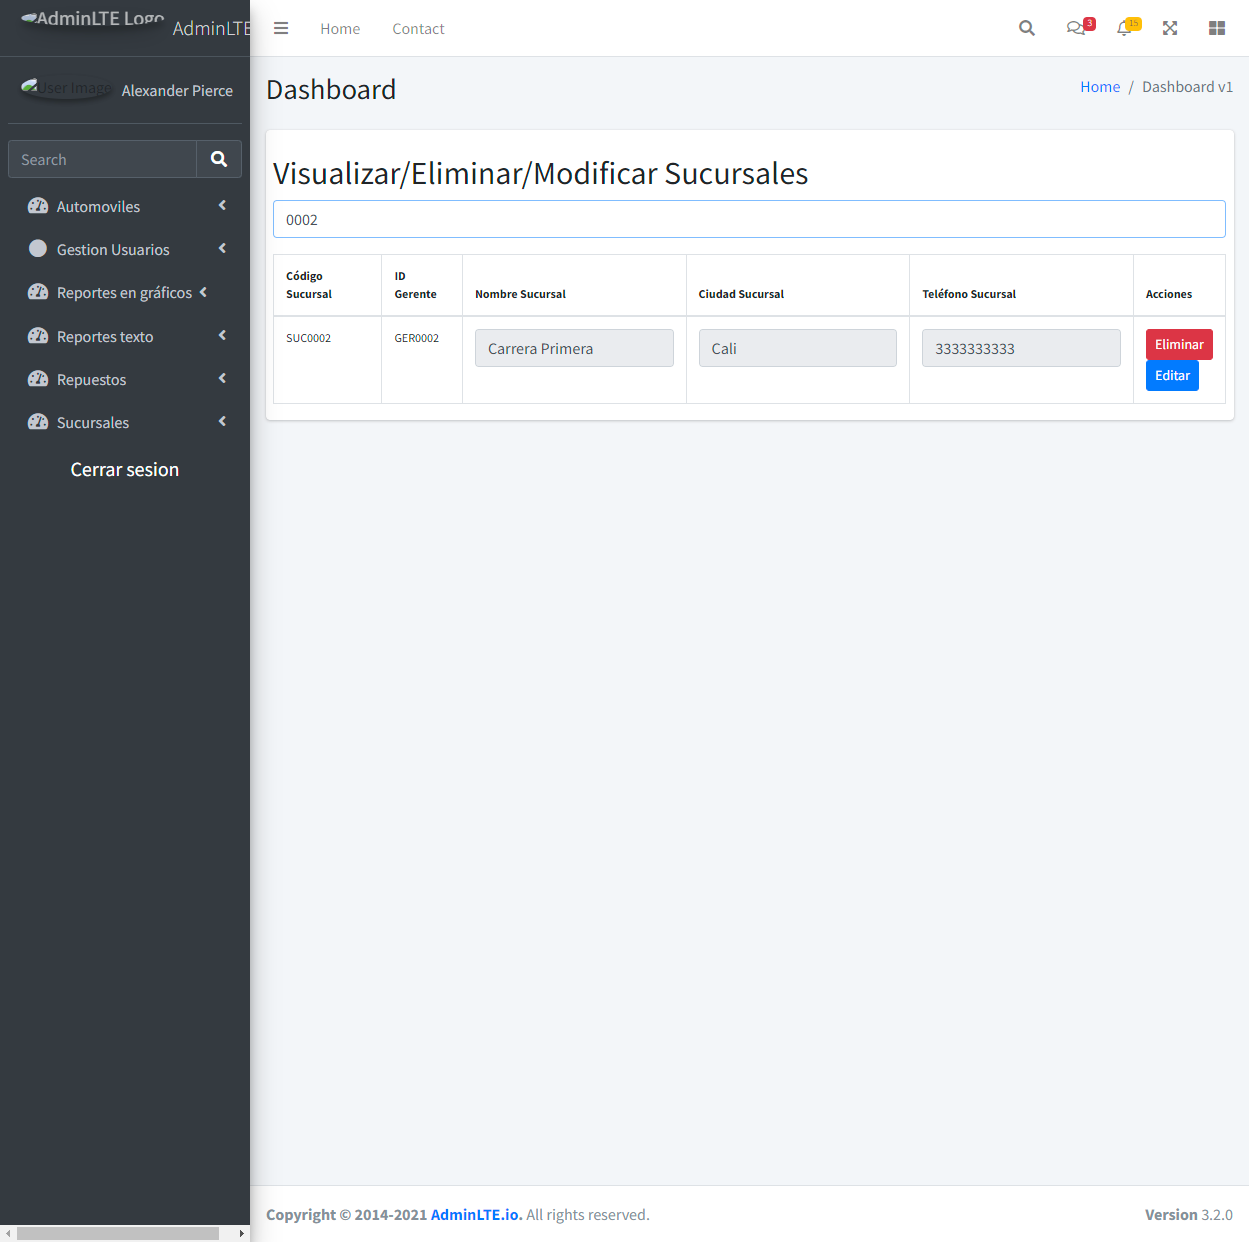 AdminLTE Logo AdminLTE
Home
Contact
3
15
User Image
Alexander Pierce
Search
Automoviles
Gestion Usuarios
Reportes en gráficos
Reportes texto
Repuestos
Sucursales
Cerrar sesion
Dashboard
Home / Dashboard v1
Visualizar/Eliminar/Modificar Sucursales
0002
Código Sucursal
ID Gerente
Nombre Sucursal
Ciudad Sucursal
Teléfono Sucursal
Acciones
SUC0002
GER0002
Carrera Primera
Cali
3333333333
Eliminar
Editar
Copyright © 2014-2021 AdminLTE.io. All rights reserved.
Version 3.2.0